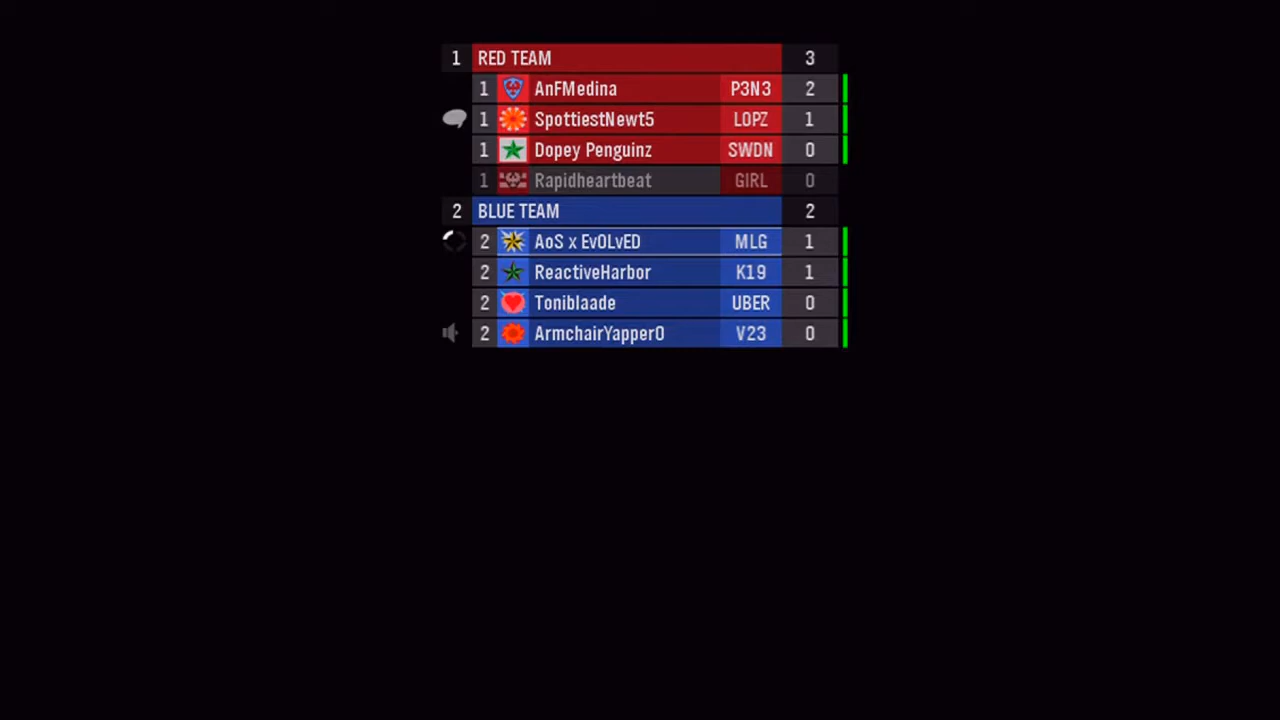 1 RED TEAM 3
1 AnFMedina P3N3 2
1 SpottiestNewt5 LOPZ 1
1 Dopey Penguinz SWDN 0
1 Rapidheartbeat GIRL 0
2 BLUE TEAM 2
2 AoS x EvOLvED MLG 1
2 ReactiveHarbor K19 1
2 Toniblaade UBER 0
2 ArmchairYapper0 V23 0